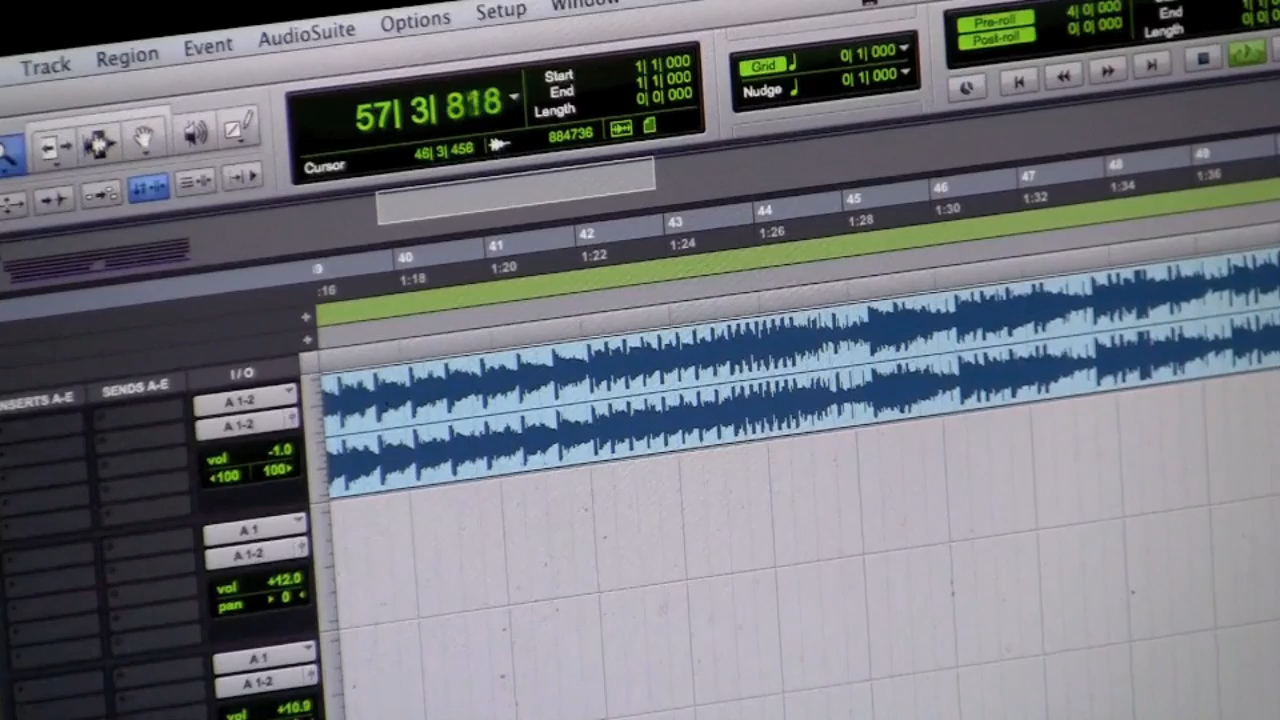 Track Region Event AudioSuite Options Setup Window
57| 3| 818
Start 1| 1| 000
End 1| 1| 000
Length 0| 0| 000
Cursor 46| 3| 456 884736
Grid 0| 1| 000
Nudge 0| 1| 000
Pre-roll 4| 0| 000
Post-roll 0| 0| 000
End
Length
40 41 42 43 44 45 46 47 48 49
:16 1:18 1:20 1:22 1:24 1:26 1:28 1:30 1:32 1:34 1:36
NSERTS A-E SENDS A-E I / O
A 1-2
A 1-2
vol -1.0
100 100
A 1
A 1-2
vol +12.0
pan 0
A 1
A 1-2
vol +10.9